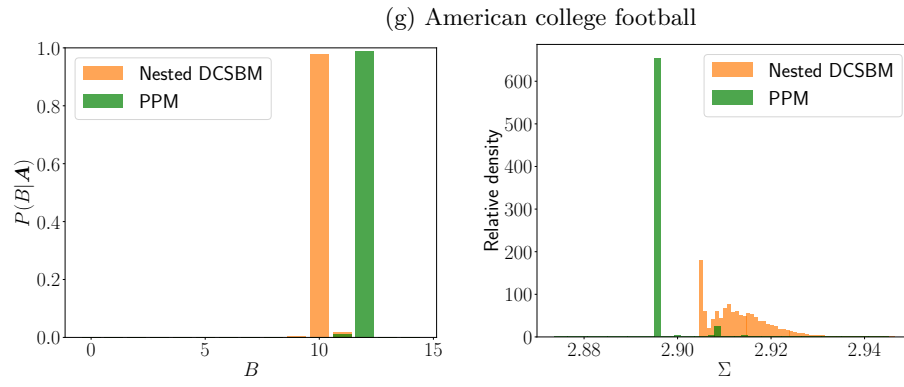 (g) American college football
Nested DCSBM
PPM
P(B|A)
1.0
0.8
0.6
0.4
0.2
0.0
0 5 10 15
B
Nested DCSBM
PPM
Relative density
600
500
400
300
200
100
0
2.88 2.90 2.92 2.94
Σ